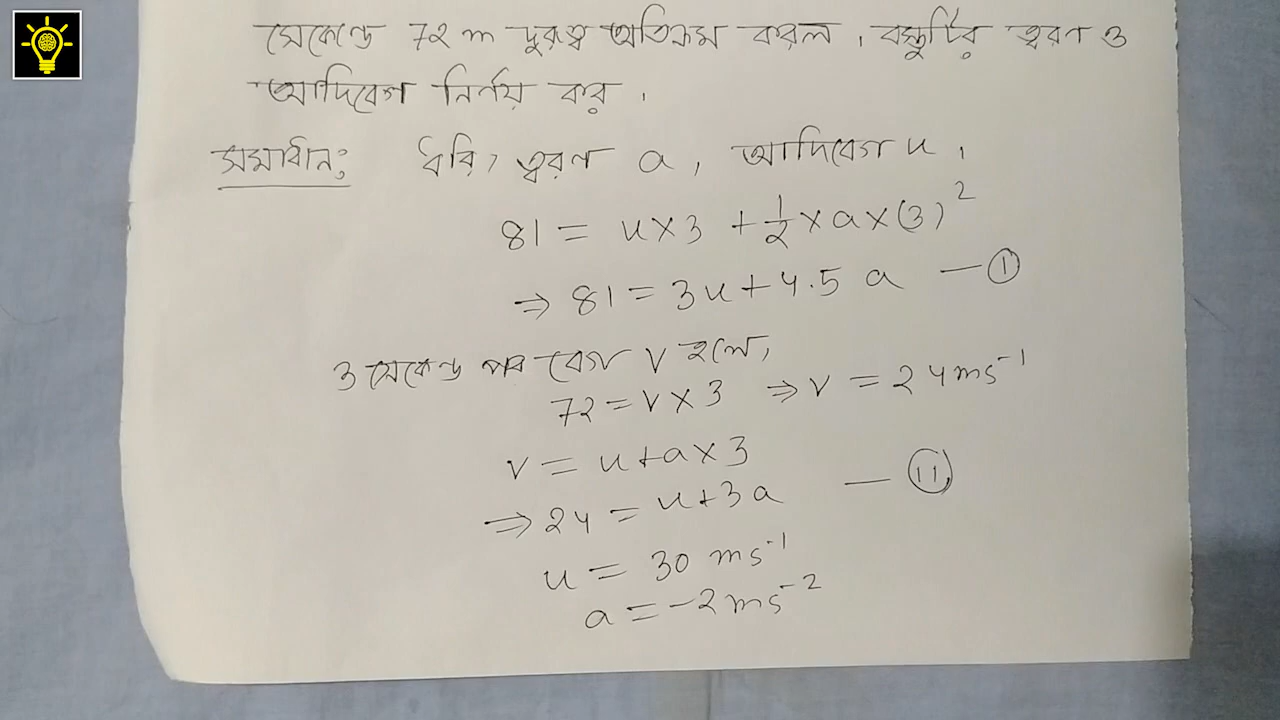 সেকেন্ডে 72 m দুরত্ব অতিক্রম করল। বস্তুটির ত্বরণ ও
আদিবেগ নির্ণয় কর।
সমাধান: ধরি, ত্বরণ a, আদিবেগ u।
81 = u×3 + 1/2 × a × (3)²
⇒ 81 = 3u + 4.5 a — (i)
৩ সেকেন্ড পর বেগ v হলে,
72 = v×3 ⇒ v = 24 ms⁻¹
v = u + a×3
⇒ 24 = u + 3a — (ii)
u = 30 ms⁻¹
a = -2 ms⁻²